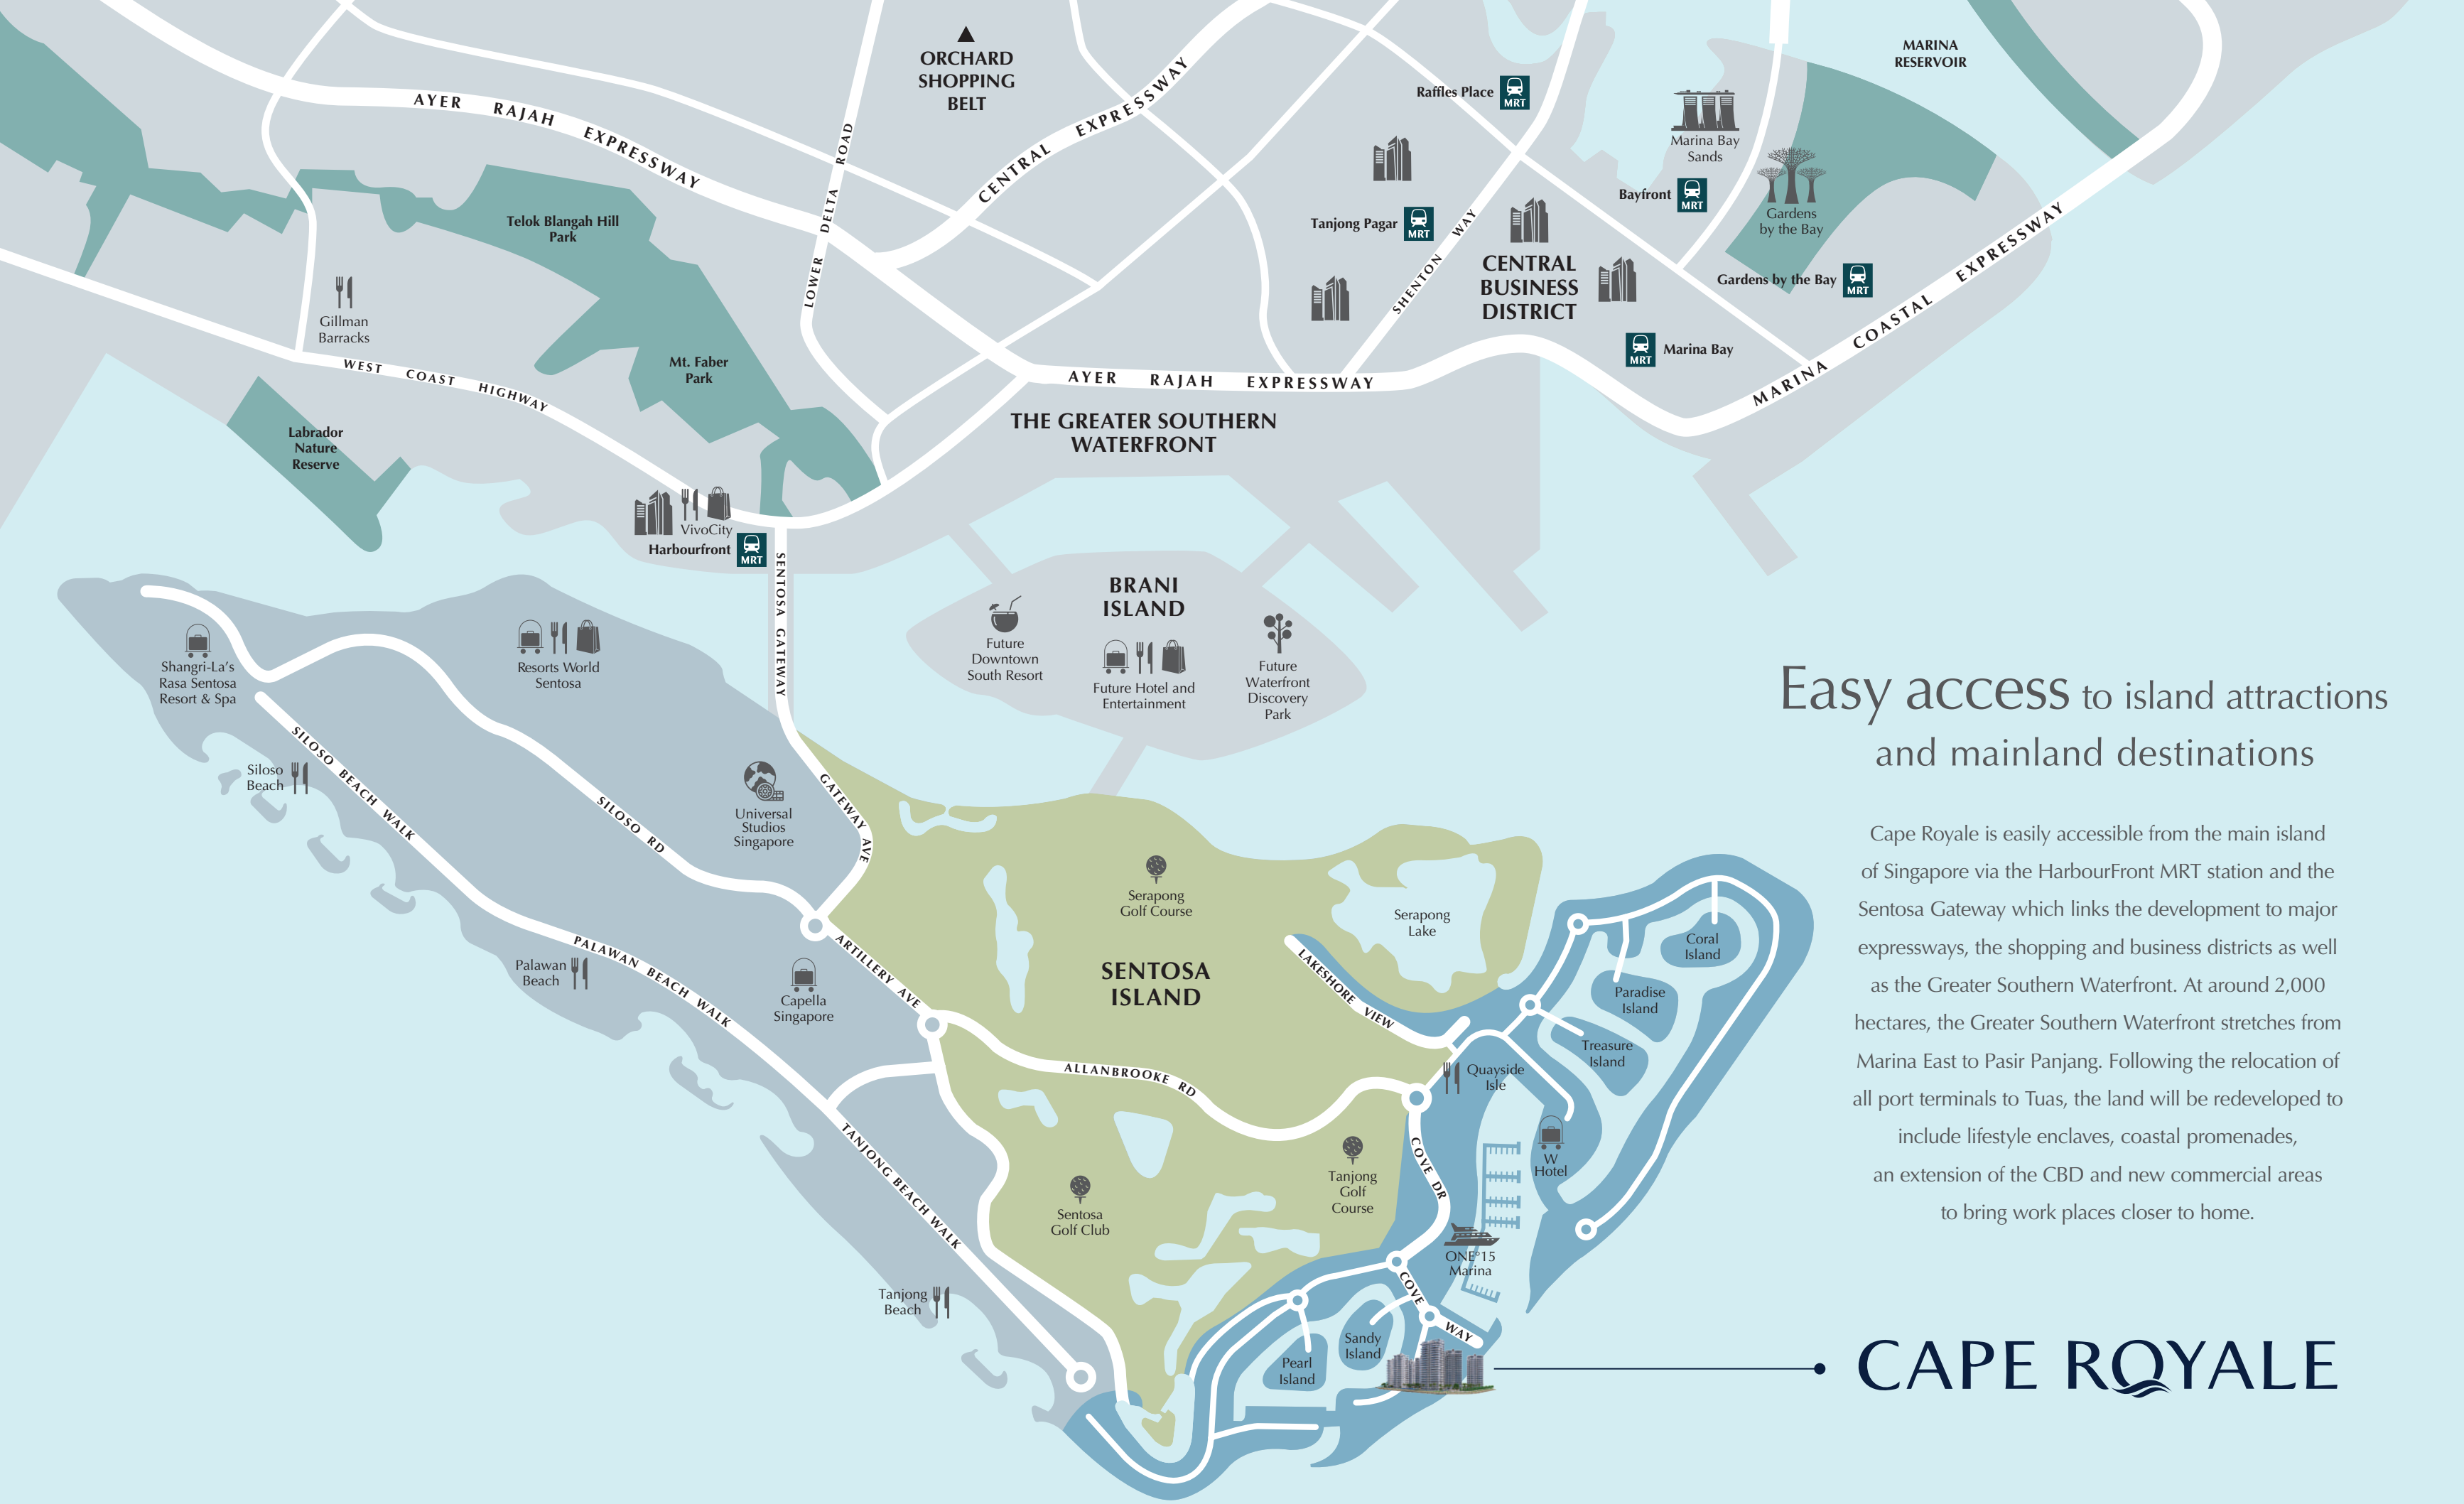 ORCHARD
SHOPPING
BELT
MARINA
RESERVOIR
AYER RAJAH EXPRESSWAY
CENTRAL EXPRESSWAY
LOWER DELTA ROAD
Raffles Place
MRT
Marina Bay
Sands
Bayfront
MRT
Gardens
by the Bay
Tanjong Pagar
MRT
SHENTON WAY
CENTRAL
BUSINESS
DISTRICT
Gardens by the Bay
MRT
MRT
Marina Bay
MARINA COASTAL EXPRESSWAY
Telok Blangah Hill
Park
Gillman
Barracks
Mt. Faber
Park
WEST COAST HIGHWAY
AYER RAJAH EXPRESSWAY
THE GREATER SOUTHERN
WATERFRONT
Labrador
Nature
Reserve
VivoCity
Harbourfront
MRT
SENTOSA GATEWAY
BRANI
ISLAND
Future
Downtown
South Resort
Future Hotel and
Entertainment
Future
Waterfront
Discovery
Park
Shangri-La's
Rasa Sentosa
Resort & Spa
Resorts World
Sentosa
Siloso
Beach
SILOSO BEACH WALK
SILOSO RD
Universal
Studios
Singapore
GATEWAY AVE
Palawan
Beach
PALAWAN BEACH WALK
Capella
Singapore
ARTILLERY AVE
Serapong
Golf Course
SENTOSA
ISLAND
Serapong
Lake
LAKESHORE VIEW
Coral
Island
Paradise
Island
Treasure
Island
ALLANBROOKE RD
Quayside
Isle
W
Hotel
COVE DR
Tanjong
Golf
Course
Sentosa
Golf Club
TANJONG BEACH WALK
Tanjong
Beach
ONE°15
Marina
COVE WAY
Sandy
Island
Pearl
Island
Easy access to island attractions
and mainland destinations
Cape Royale is easily accessible from the main island
of Singapore via the HarbourFront MRT station and the
Sentosa Gateway which links the development to major
expressways, the shopping and business districts as well
as the Greater Southern Waterfront. At around 2,000
hectares, the Greater Southern Waterfront stretches from
Marina East to Pasir Panjang. Following the relocation of
all port terminals to Tuas, the land will be redeveloped to
include lifestyle enclaves, coastal promenades,
an extension of the CBD and new commercial areas
to bring work places closer to home.
CAPE ROYALE